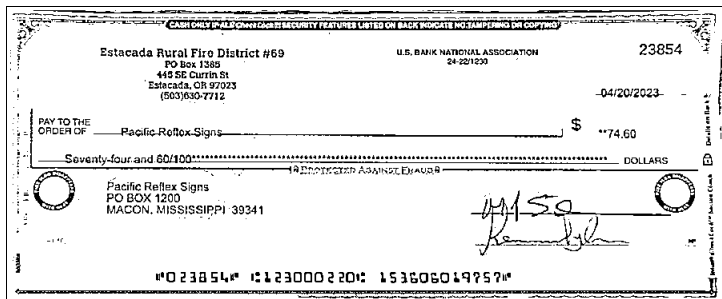 CASH ONLY IF ALL CheckLock™ SECURITY FEATURES LISTED ON BACK INDICATE NO TAMPERING OR COPYING
Estacada Rural Fire District #69
PO Box 1385
445 SE Currin St
Estacada, OR 97023
(503)630-7712
U.S. BANK NATIONAL ASSOCIATION
24-22/1230
23854
04/20/2023
PAY TO THE
ORDER OF
Pacific Reflex Signs
$
**74.60
Seventy-four and 60/100
DOLLARS
PROTECTED AGAINST FRAUD
Pacific Reflex Signs
PO BOX 1200
MACON, MISSISSIPPI 39341
⑈023854⑈ ⑆123000220⑆ 153606019757⑈